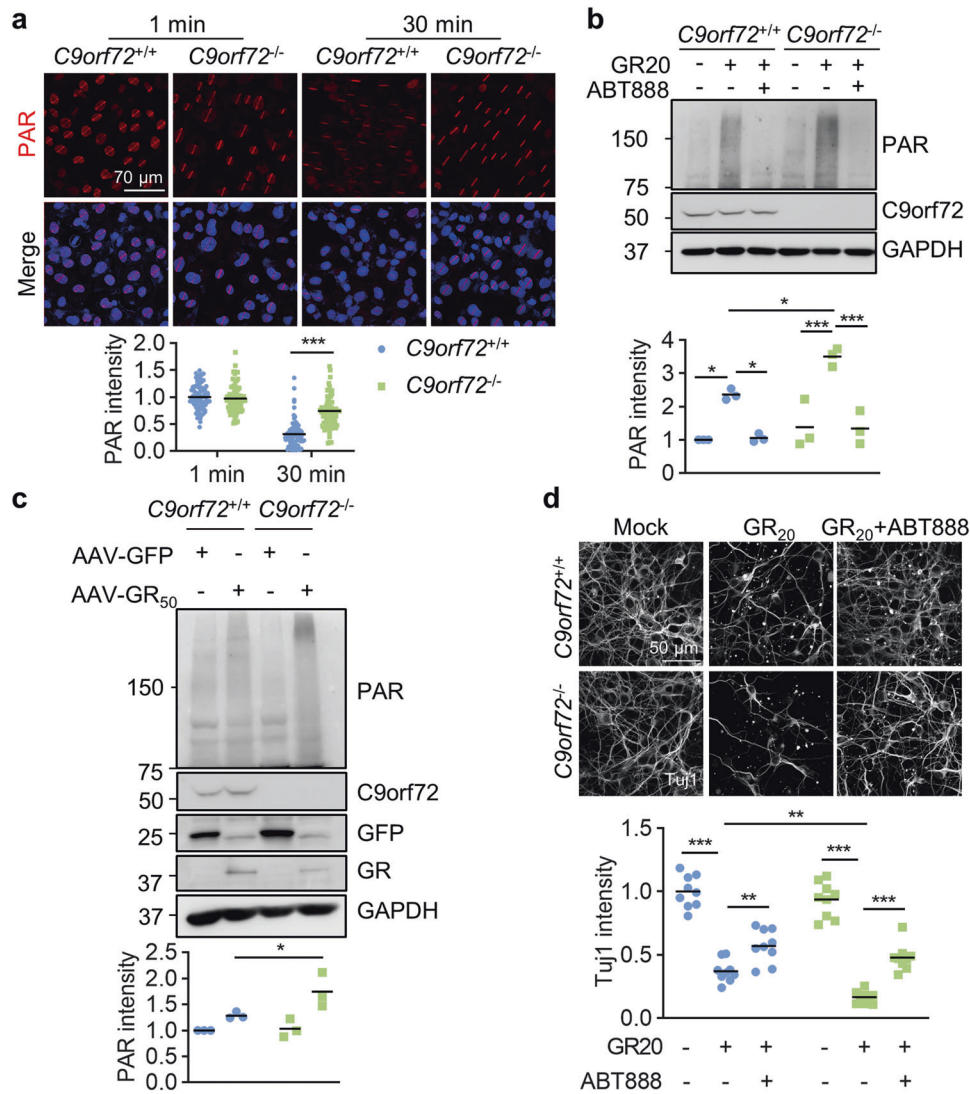 a
1 min 30 min
C9orf72+/+ C9orf72-/- C9orf72+/+ C9orf72-/-
PAR
70 µm
Merge
PAR intensity
2.0
1.5
1.0
0.5
0.0
***
1 min 30 min
C9orf72+/+
C9orf72-/-
b
C9orf72+/+ C9orf72-/-
GR20 - + + - + +
ABT888 - - + - - +
150
75
PAR
50
C9orf72
37
GAPDH
*
* * *** ***
PAR intensity
4
3
2
1
0
c
C9orf72+/+ C9orf72-/-
AAV-GFP + - + -
AAV-GR50 - + - +
150
75
PAR
75
50
C9orf72
25
GFP
37
GR
37
GAPDH
*
PAR intensity
2.5
2.0
1.5
1.0
0.5
0.0
d
Mock GR20 GR20+ABT888
C9orf72+/+
50 µm
C9orf72-/-
Tuj1
**
*** ** *** ***
Tuj1 intensity
1.5
1.0
0.5
0.0
GR20 - + + - + +
ABT888 - - + - - +